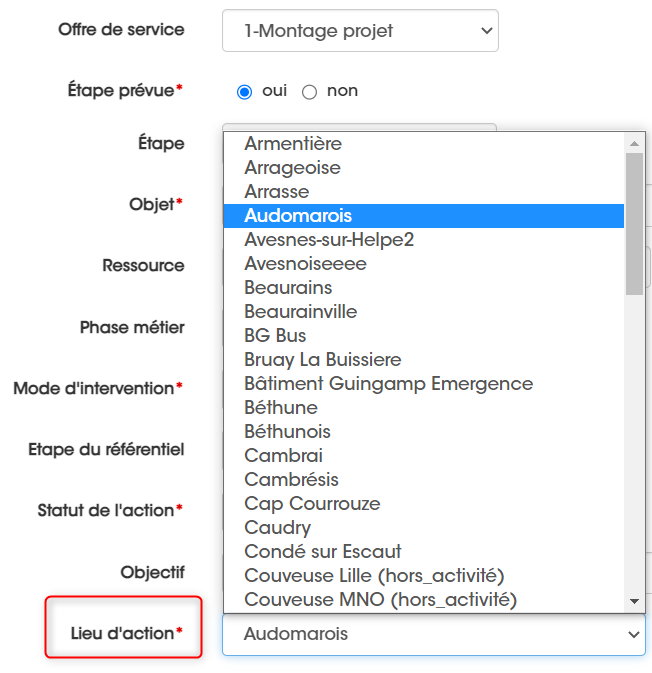 Offre de service 1-Montage projet
Étape prévue* oui non
Étape
Armentière
Arrageoise
Arrasse
Objet*
Audomarois
Avesnes-sur-Helpe2
Avesnoiseeee
Ressource
Beaurains
Beaurainville
Phase métier
BG Bus
Bruay La Buissiere
Bâtiment Guingamp Emergence
Mode d'intervention*
Béthune
Béthunois
Etape du référentiel
Cambrai
Cambrésis
Cap Courrouze
Statut de l'action*
Caudry
Condé sur Escaut
Objectif
Couveuse Lille (hors_activité)
Couveuse MNO (hors_activité)
Lieu d'action* Audomarois